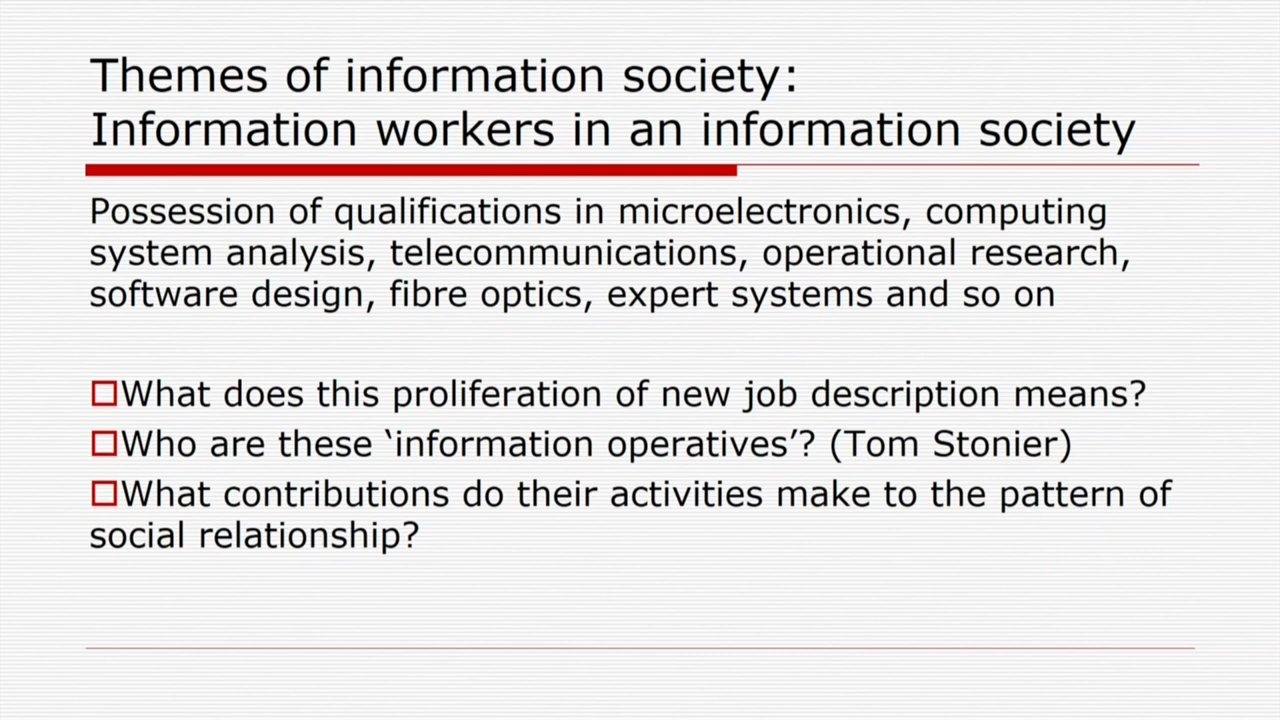 Themes of information society:
Information workers in an information society
Possession of qualifications in microelectronics, computing
system analysis, telecommunications, operational research,
software design, fibre optics, expert systems and so on
What does this proliferation of new job description means?
Who are these ‘information operatives’? (Tom Stonier)
What contributions do their activities make to the pattern of
social relationship?